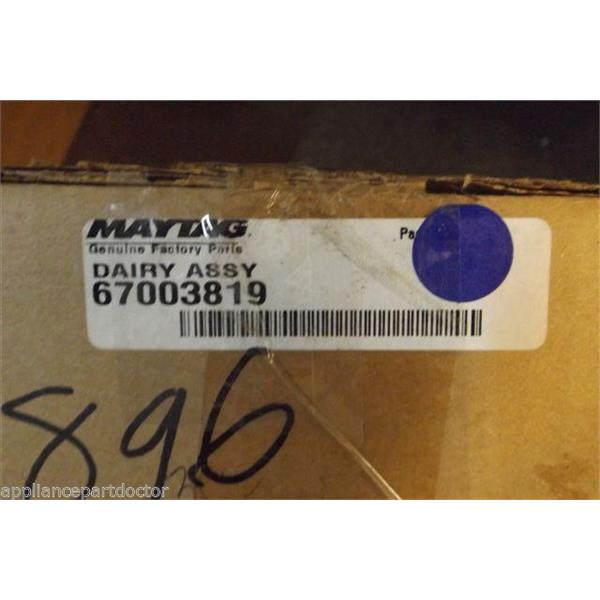 MAYTAG
Genuine Factory Parts
DAIRY ASSY
67003819
896
appliancepartdoctor